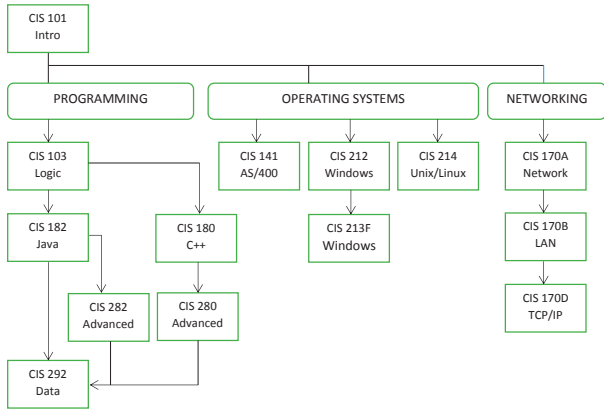 CIS 101
Intro
PROGRAMMING
OPERATING SYSTEMS
NETWORKING
CIS 103
Logic
CIS 141
AS/400
CIS 212
Windows
CIS 214
Unix/Linux
CIS 170A
Network
CIS 182
Java
CIS 180
C++
CIS 213F
Windows
CIS 170B
LAN
CIS 282
Advanced
CIS 280
Advanced
CIS 170D
TCP/IP
CIS 292
Data